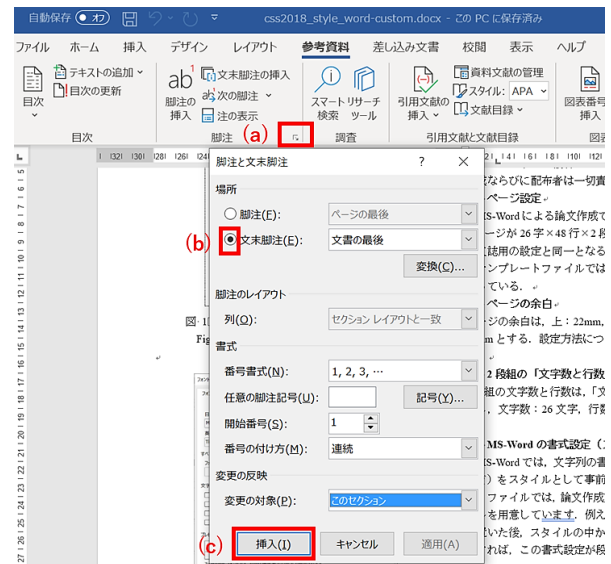 自動保存 オフ css2018_style_word-custom.docx - この PC に保存済み
ファイル ホーム 挿入 デザイン レイアウト 参考資料 差し込み文書 校閲 表示 ヘルプ
目次
テキストの追加
目次の更新
目次
ab1
脚注の
挿入
文末脚注の挿入
次の脚注
注の表示
脚注
(a)
スマート
検索
リサーチ
ツール
調査
引用文献の
挿入
資料文献の管理
スタイル: APA
文献目録
引用文献と文献目録
図表番号
挿入
脚注と文末脚注 ? ×
場所
脚注(F): ページの最後
(b) 文末脚注(E): 文書の最後
変換(C)...
脚注のレイアウト
列(O): セクション レイアウトと一致
書式
番号書式(N): 1, 2, 3, …
任意の脚注記号(U): 記号(Y)...
開始番号(S): 1
番号の付け方(M): 連続
変更の反映
変更の対象(P): このセクション
(c) 挿入(I) キャンセル 適用(A)
図 1
Fig
ならびに配布者は一切責
ページ設定
MS-Word による論文作成で
ージが 26 字×48 行×2 段
誌用の設定と同一となる
ンプレートファイルでは
ている.
ページの余白
ジの余白は,上:22mm,
m とする.設定方法につ
2 段組の「文字数と行数
組の文字数と行数は,「文
,文字数:26 文字,行数
MS-Word の書式設定(
MS-Word では,文字列の書
)をスタイルとして事前
ファイルでは,論文作成
を用意しています.例え
いた後,スタイルの中か
れば,この書式設定が段